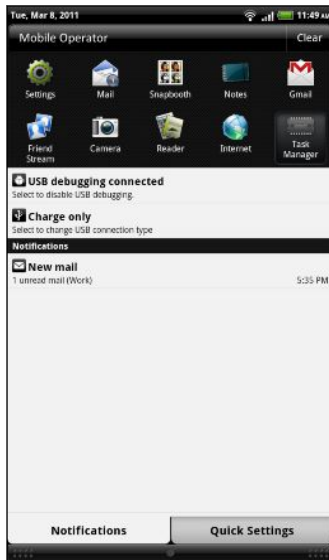 Tue, Mar 8, 2011 11:49 AM
Mobile Operator Clear
Settings Mail Snapbooth Notes Gmail
Friend Stream Camera Reader Internet Task Manager
USB debugging connected
Select to disable USB debugging.
Charge only
Select to change USB connection type
Notifications
New mail
1 unread mail (Work) 5:35 PM
Notifications Quick Settings